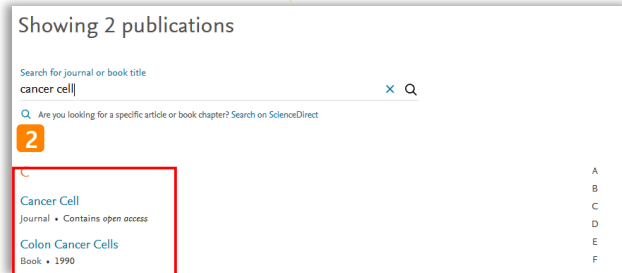 Showing 2 publications
Search for journal or book title
cancer cell
Are you looking for a specific article or book chapter? Search on ScienceDirect
2
C
Cancer Cell
Journal • Contains open access
Colon Cancer Cells
Book • 1990
A
B
C
D
E
F